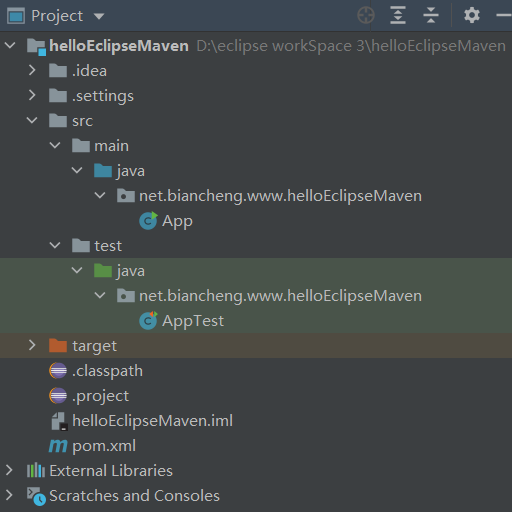 Project
helloEclipseMaven D:\eclipse workSpace 3\helloEclipseMaven
.idea
.settings
src
main
java
net.biancheng.www.helloEclipseMaven
App
test
java
net.biancheng.www.helloEclipseMaven
AppTest
target
.classpath
.project
helloEclipseMaven.iml
pom.xml
External Libraries
Scratches and Consoles